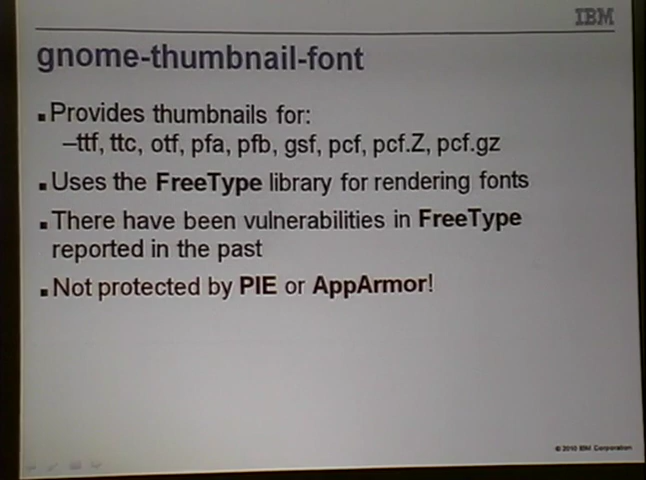 IBM
gnome-thumbnail-font
▪Provides thumbnails for:
–ttf, ttc, otf, pfa, pfb, gsf, pcf, pcf.Z, pcf.gz
▪Uses the FreeType library for rendering fonts
▪There have been vulnerabilities in FreeType
reported in the past
▪Not protected by PIE or AppArmor!
© 2010 IBM Corporation